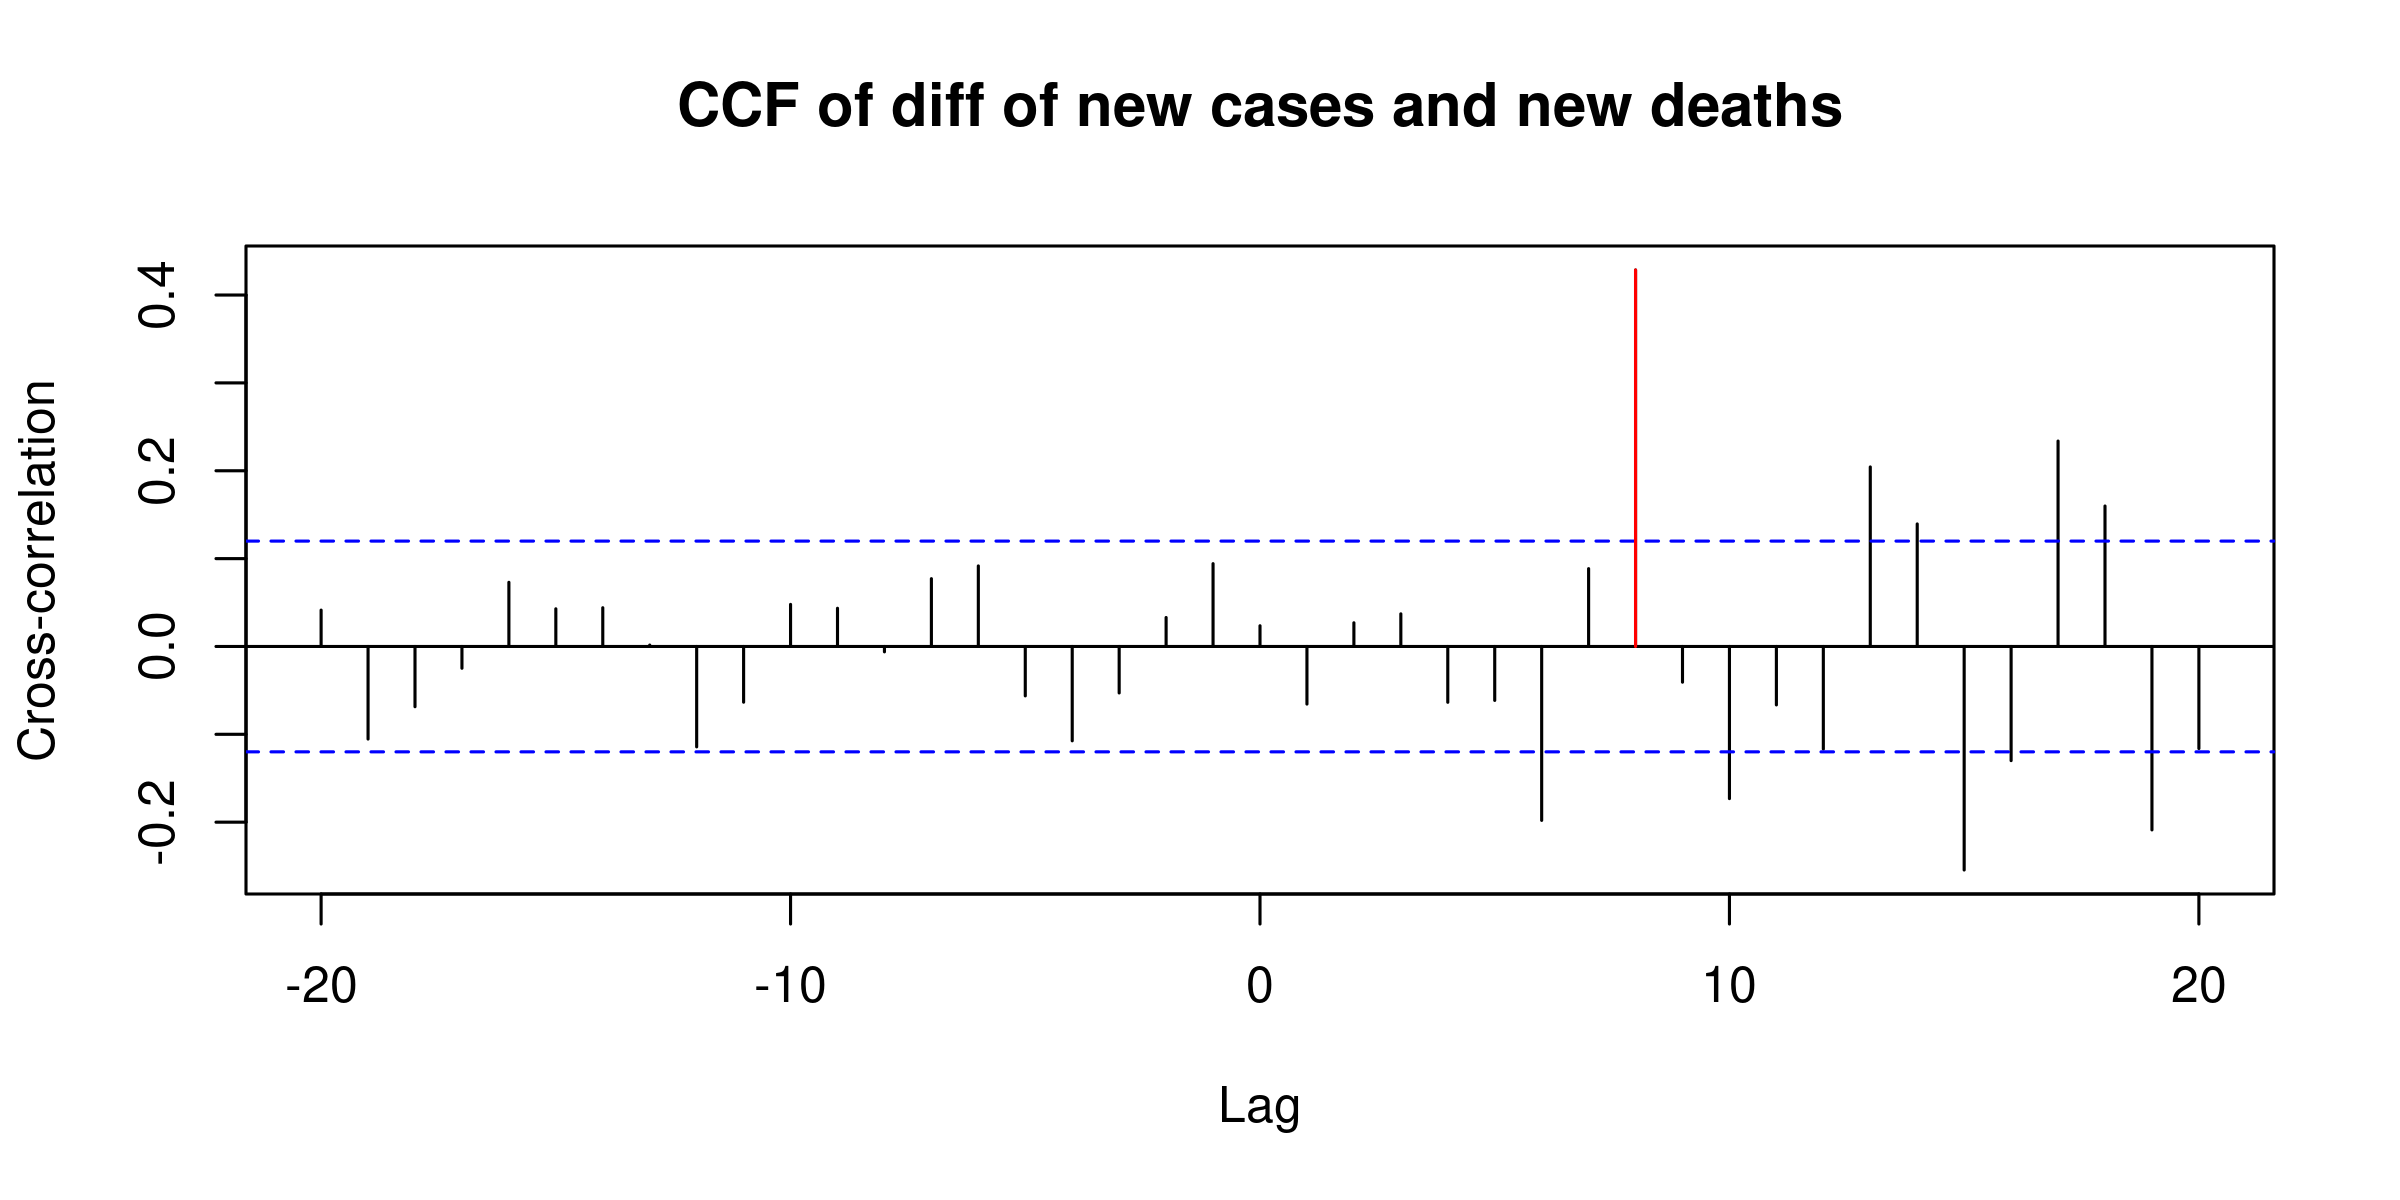 CCF of diff of new cases and new deaths
Cross-correlation
0.4
0.2
0.0
-0.2
-20 -10 0 10 20
Lag